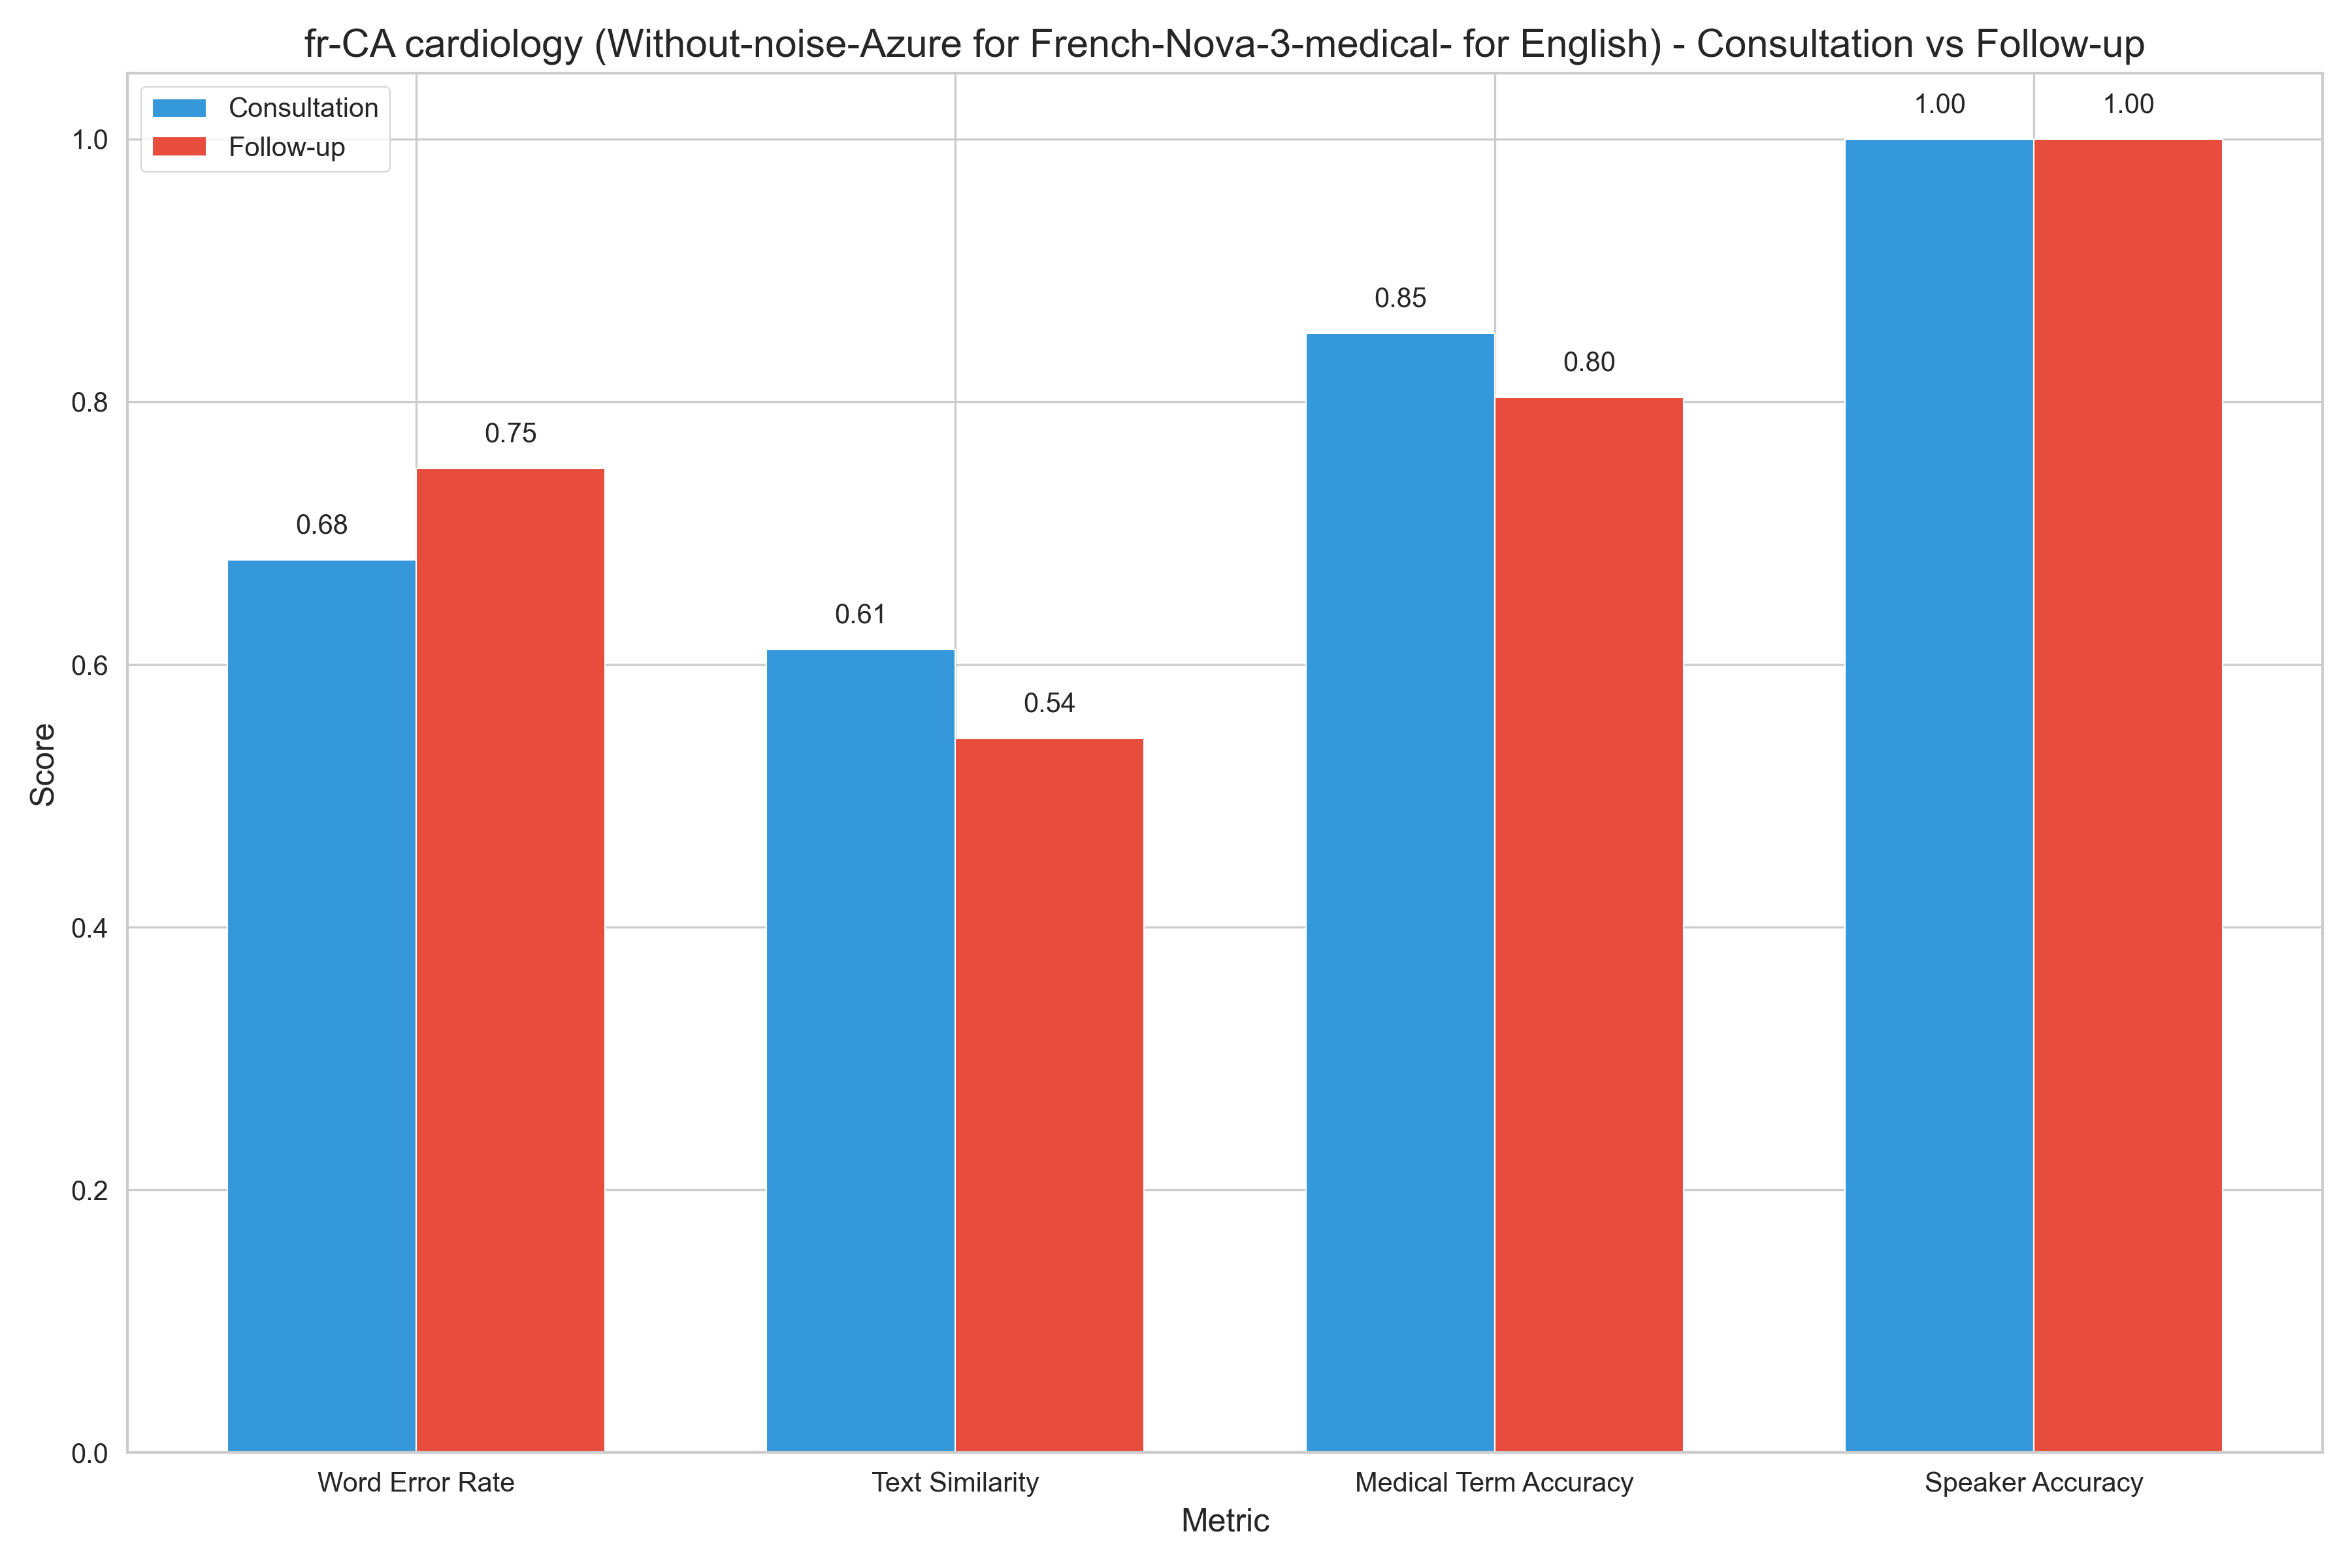 fr-CA cardiology (Without-noise-Azure for French-Nova-3-medical- for English) - Consultation vs Follow-up
Consultation
Follow-up
1.0
0.8
0.6
0.4
0.2
0.0
Score
0.68
0.75
0.61
0.54
0.85
0.80
1.00
1.00
Word Error Rate
Text Similarity
Medical Term Accuracy
Speaker Accuracy
Metric